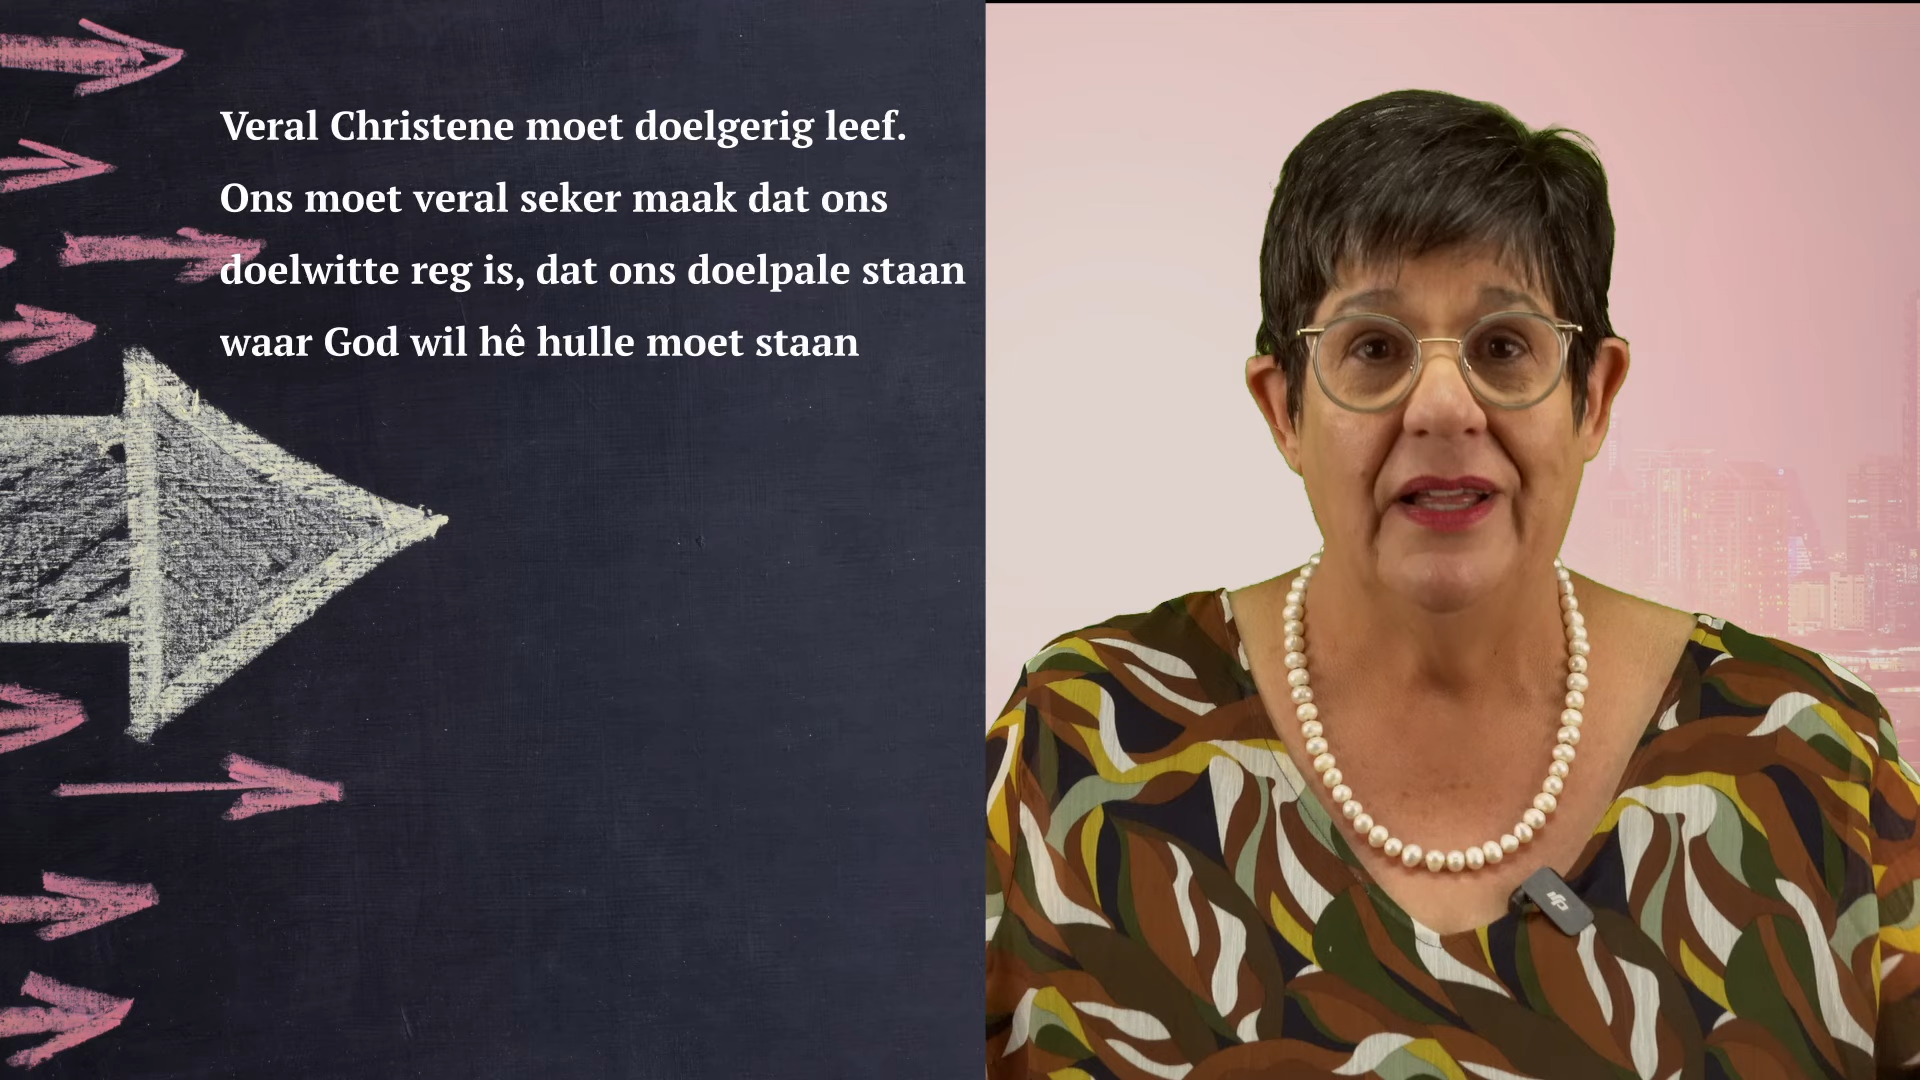 Veral Christene moet doelgerig leef.
Ons moet veral seker maak dat ons
doelwitte reg is, dat ons doelpale staan
waar God wil hê hulle moet staan